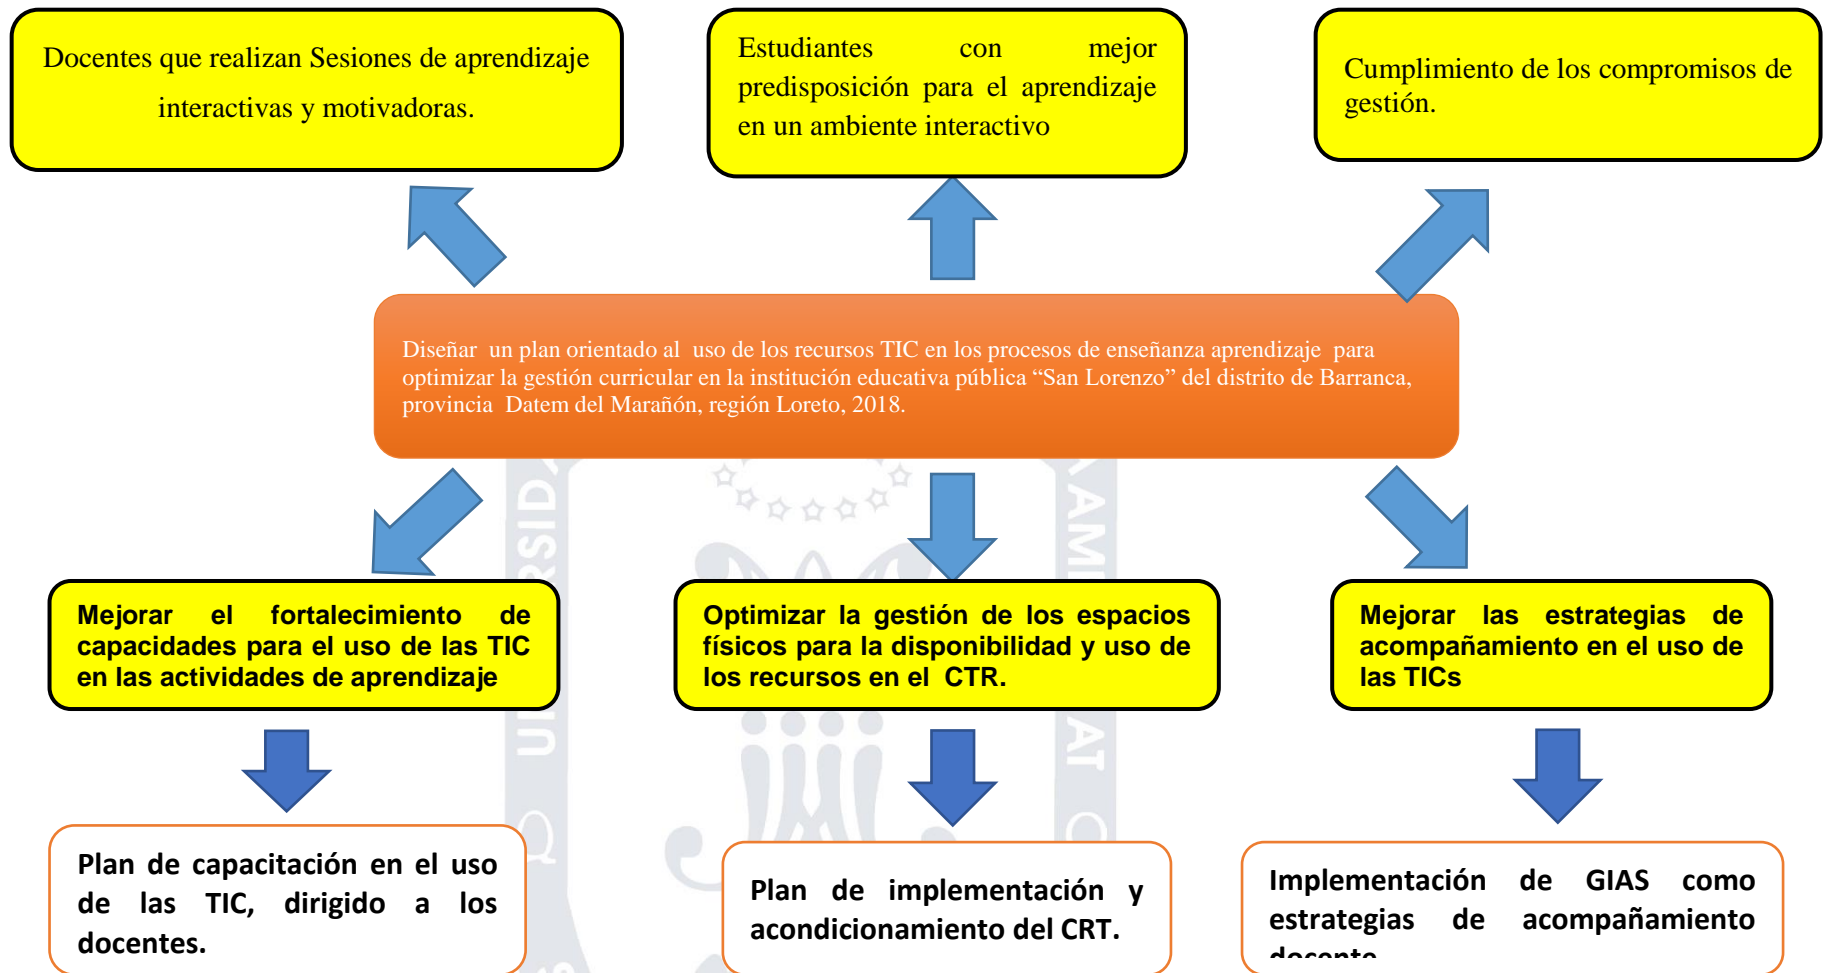 Docentes que realizan Sesiones de aprendizaje
interactivas y motivadoras.
Estudiantes con mejor
predisposición para el aprendizaje
en un ambiente interactivo
Cumplimiento de los compromisos de
gestión.
Diseñar un plan orientado al uso de los recursos TIC en los procesos de enseñanza aprendizaje para
optimizar la gestión curricular en la institución educativa pública “San Lorenzo” del distrito de Barranca,
provincia Datem del Marañón, región Loreto, 2018.
Mejorar el fortalecimiento de
capacidades para el uso de las TIC
en las actividades de aprendizaje
Optimizar la gestión de los espacios
físicos para la disponibilidad y uso de
los recursos en el CTR.
Mejorar las estrategias de
acompañamiento en el uso de
las TICs
Plan de capacitación en el uso
de las TIC, dirigido a los
docentes.
Plan de implementación y
acondicionamiento del CRT.
Implementación de GIAS como
estrategias de acompañamiento
docente